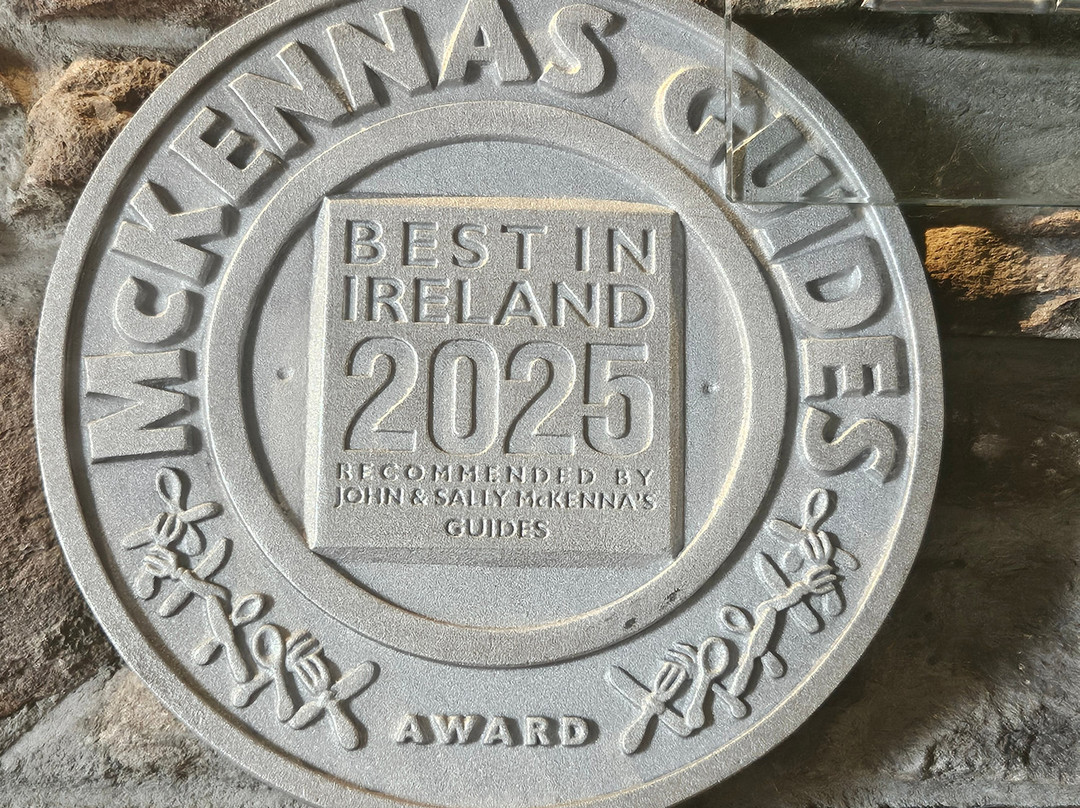 McKENNAS GUIDES
BEST IN
IRELAND
2025
RECOMMENDED BY
JOHN & SALLY McKENNA'S
GUIDES
AWARD